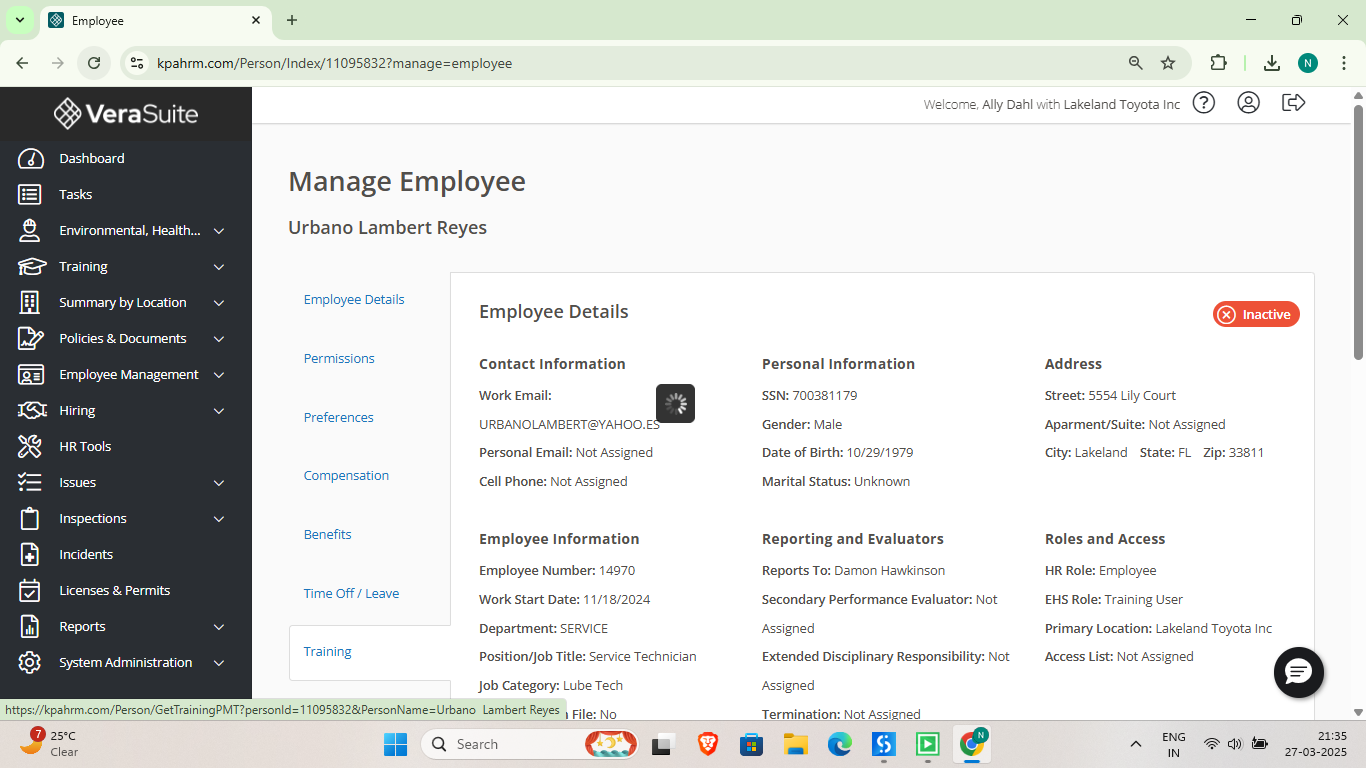 Employee
kpahrm.com/Person/Index/11095832?manage=employee
N
VeraSuite
Welcome, Ally Dahl with Lakeland Toyota Inc
Dashboard
Tasks
Environmental, Health...
Training
Summary by Location
Policies & Documents
Employee Management
Hiring
HR Tools
Issues
Inspections
Incidents
Licenses & Permits
Reports
System Administration
Manage Employee
Urbano Lambert Reyes
Employee Details
Permissions
Preferences
Compensation
Benefits
Time Off / Leave
Training
Employee Details
Inactive
Contact Information
Work Email:
URBANOLAMBERT@YAHOO.ES
Personal Email: Not Assigned
Cell Phone: Not Assigned
Personal Information
SSN: 700381179
Gender: Male
Date of Birth: 10/29/1979
Marital Status: Unknown
Address
Street: 5554 Lily Court
Aparment/Suite: Not Assigned
City: Lakeland State: FL Zip: 33811
Employee Information
Employee Number: 14970
Work Start Date: 11/18/2024
Department: SERVICE
Position/Job Title: Service Technician
Job Category: Lube Tech
File: No
Reporting and Evaluators
Reports To: Damon Hawkinson
Secondary Performance Evaluator: Not
Assigned
Extended Disciplinary Responsibility: Not
Assigned
Termination: Not Assigned
Roles and Access
HR Role: Employee
EHS Role: Training User
Primary Location: Lakeland Toyota Inc
Access List: Not Assigned
https://kpahrm.com/Person/GetTrainingPMT?personId=11095832&PersonName=Urbano Lambert Reyes
7
25°C
Clear
Search
N
ENG
IN
21:35
27-03-2025